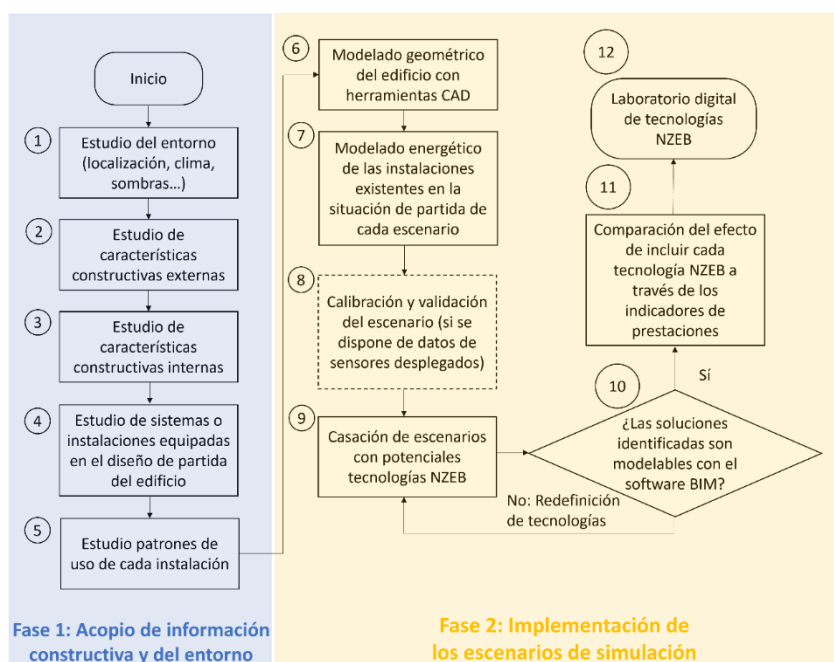 Inicio
1
Estudio del entorno
(localización, clima,
sombras...)
2
Estudio de
características
constructivas externas
3
Estudio de
características
constructivas internas
4
Estudio de sistemas o
instalaciones equipadas
en el diseño de partida
del edificio
5
Estudio patrones de
uso de cada instalación
Fase 1: Acopio de información
constructiva y del entorno
6
Modelado geométrico
del edificio con
herramientas CAD
7
Modelado energético
de las instalaciones
existentes en la
situación de partida de
cada escenario
8
Calibración y validación
del escenario (si se
dispone de datos de
sensores desplegados)
9
Casación de escenarios
con potenciales
tecnologías NZEB
10
¿Las soluciones
identificadas son
modelables con el
software BIM?
No: Redefinición
de tecnologías
Sí
11
Comparación del efecto
de incluir cada
tecnología NZEB a
través de los
indicadores de
prestaciones
12
Laboratorio digital
de tecnologías
NZEB
Fase 2: Implementación de
los escenarios de simulación